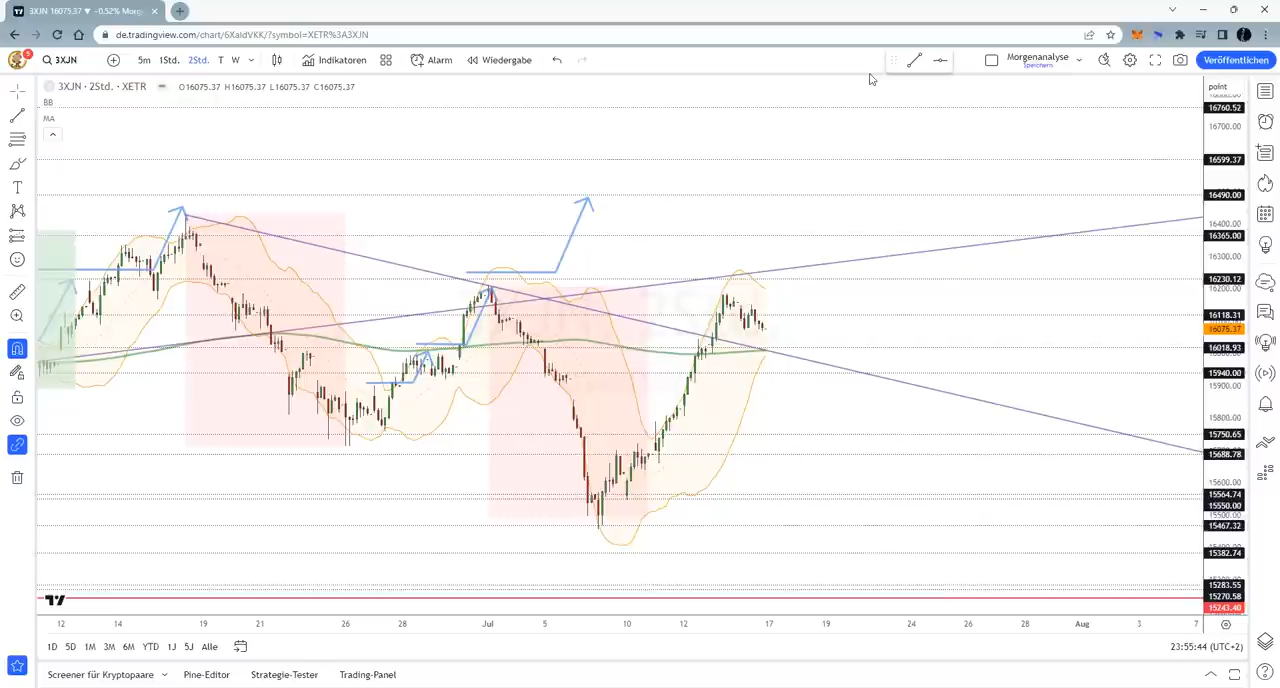 3XJN 16075.37 ▼ −0.52% Morge
de.tradingview.com/chart/6XaldVKK/?symbol=XETR%3A3XJN
3XJN 5m 1Std. 2Std. T W Indikatoren Alarm Wiedergabe Morgenanalyse Veröffentlichen
Speichern
3XJN · 2Std. · XETR O16075.37 H16075.37 L16075.37 C16075.37
point
BB
MA
16760.52
16700.00
16599.37
16490.00
16400.00
16365.00
16230.12
16200.00
16118.31
16075.37
16018.93
15940.00
15900.00
15800.00
15750.65
15688.78
15600.00
15564.74
15550.00
15500.00
15467.32
15382.74
15283.55
15270.58
15243.40
12 14 19 21 26 28 Jul 5 10 12 17 19 24 26 28 Aug 3 7
1D 5D 1M 3M 6M YTD 1J 5J Alle 23:55:44 (UTC+2)
Screener für Kryptopaare Pine-Editor Strategie-Tester Trading-Panel